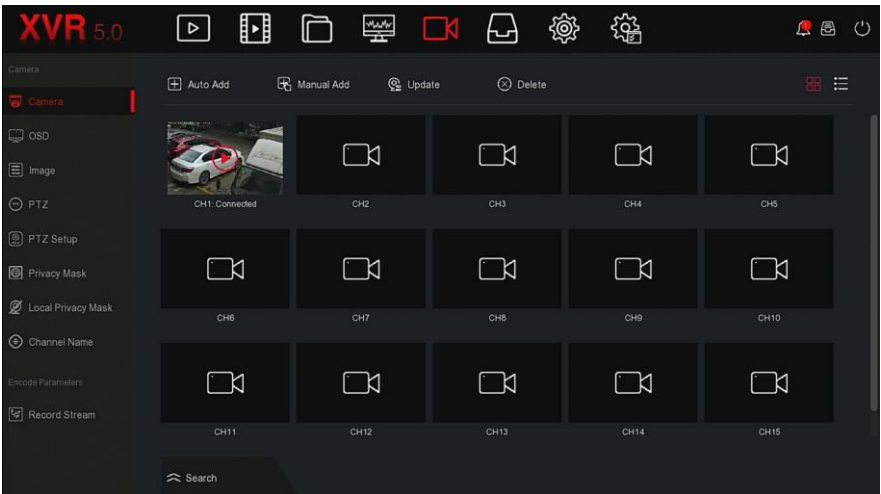 XVR 5.0
Camera
Auto Add Manual Add Update Delete
Camera
OSD
Image
PTZ
PTZ Setup
Privacy Mask
Local Privacy Mask
Channel Name
Encode Parameters
Record Stream
CH1: Connected CH2 CH3 CH4 CH5
CH6 CH7 CH8 CH9 CH10
CH11 CH12 CH13 CH14 CH15
Search